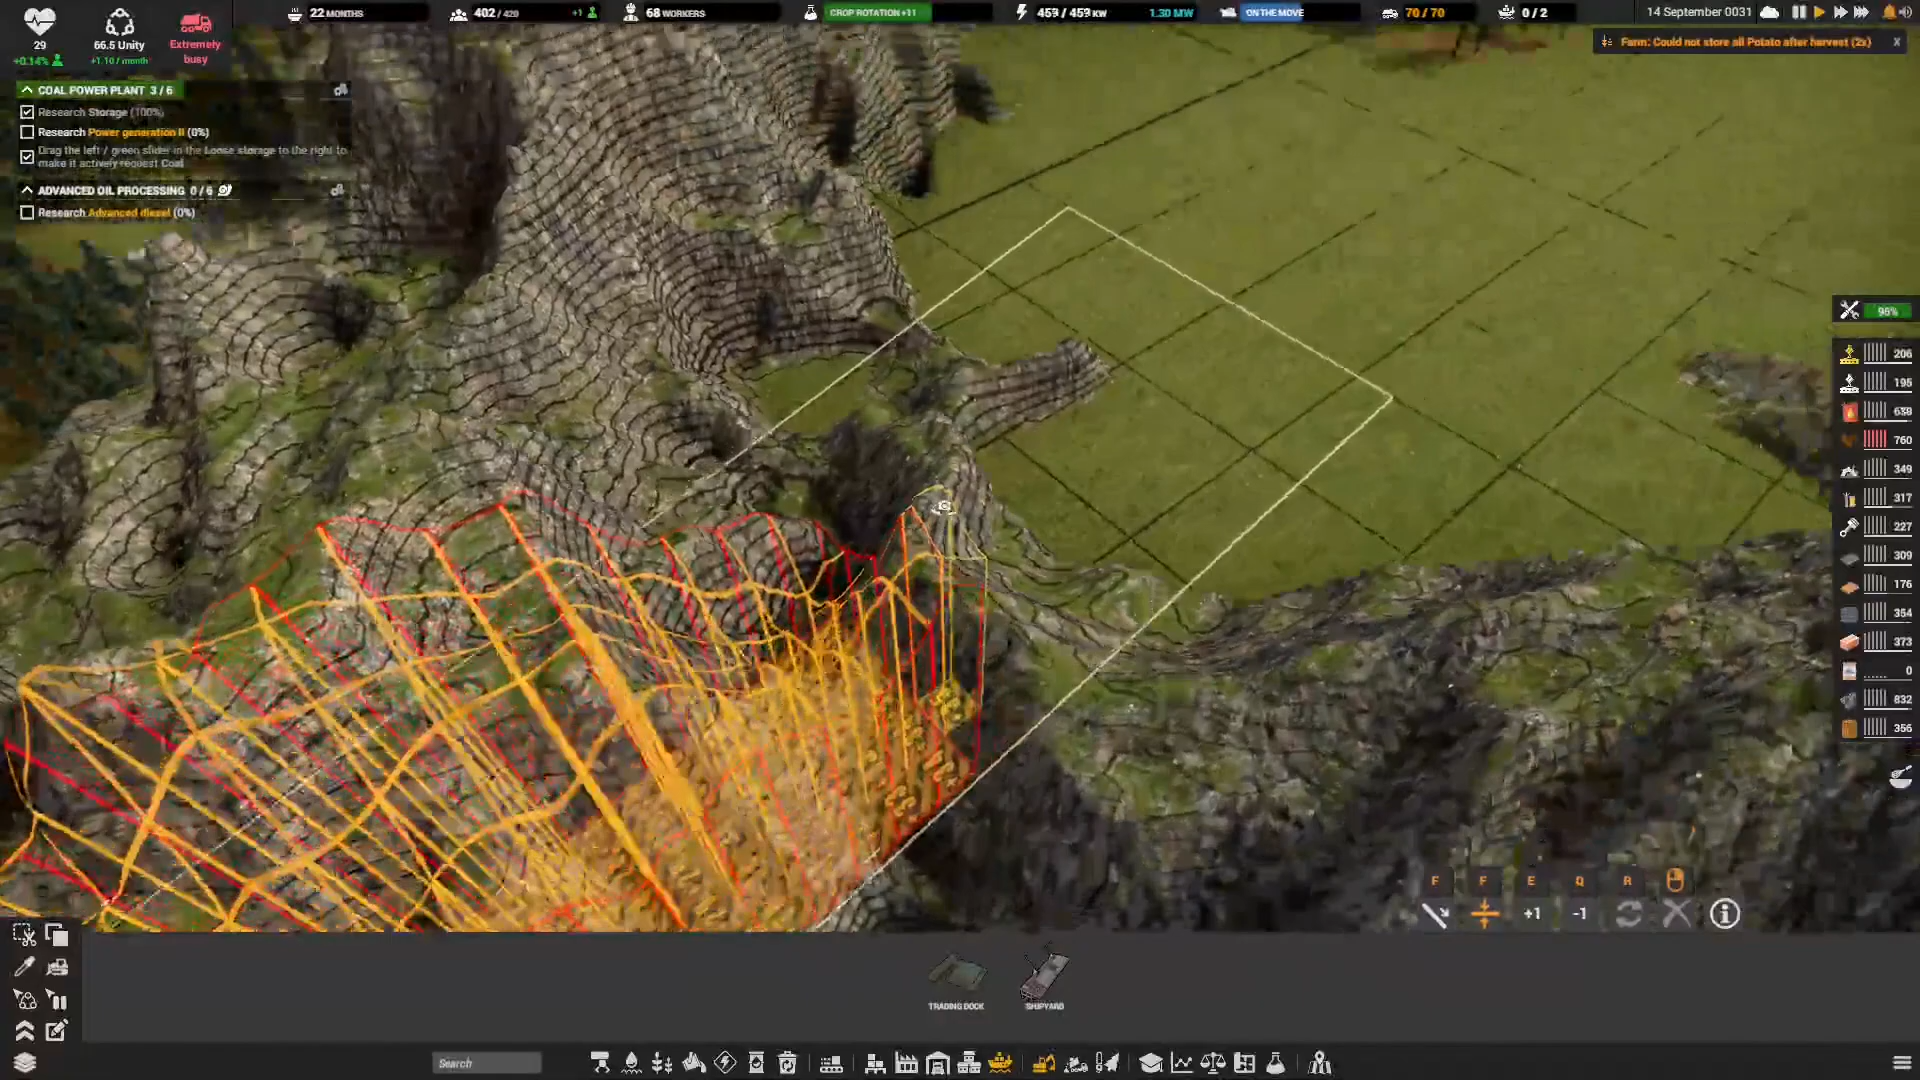 29
+0.14%
66.5 Unity
+1.10 / month
Extremely
busy
22 MONTHS
402 / 420
+1
68 WORKERS
CROP ROTATION +11
459 / 459 KW
1.30 MW
ON THE MOVE
70 / 70
0 / 2
14 September 0031
Farm: Could not store all Potato after harvest (2x)
X
COAL POWER PLANT 3 / 6
Research Storage (100%)
Research Power generation II (0%)
Drag the left / green slider in the Loose storage to the right to
make it actively request Coal
ADVANCED OIL PROCESSING 0 / 6
Research Advanced diesel (0%)
96%
206
195
638
760
349
317
227
309
176
354
373
0
832
356
F
F
E
Q
R
+1
-1
TRADING DOCK
SHIPYARD
Search